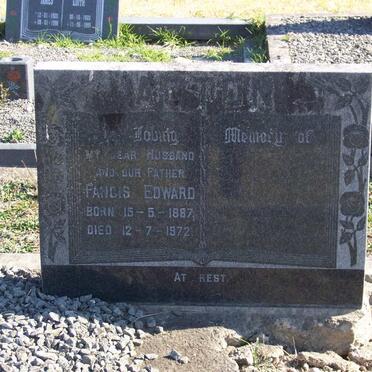 In Loving Memory of
MY DEAR HUSBAND
AND OUR FATHER
FANCIS EDWARD
BORN 15-5-1887,
DIED 12-7-1972.
AT REST